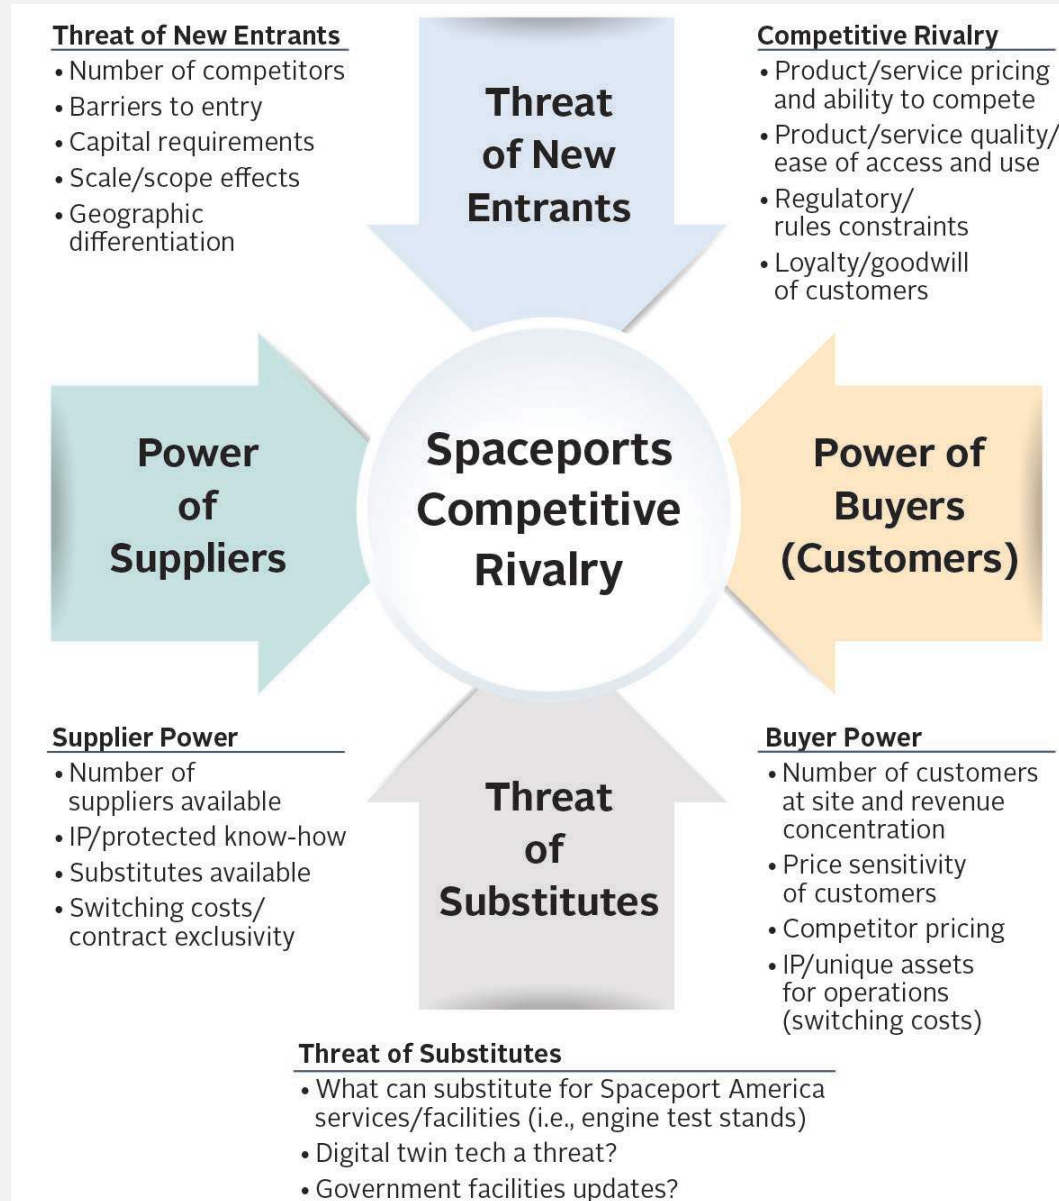 Threat of New Entrants
• Number of competitors
• Barriers to entry
• Capital requirements
• Scale/scope effects
• Geographic
differentiation
Threat
of New
Entrants
Competitive Rivalry
• Product/service pricing
and ability to compete
• Product/service quality/
ease of access and use
• Regulatory/
rules constraints
• Loyalty/goodwill
of customers
Power
of
Suppliers
Spaceports
Competitive
Rivalry
Power of
Buyers
(Customers)
Supplier Power
• Number of
suppliers available
• IP/protected know-how
• Substitutes available
• Switching costs/
contract exclusivity
Threat
of
Substitutes
Buyer Power
• Number of customers
at site and revenue
concentration
• Price sensitivity
of customers
• Competitor pricing
• IP/unique assets
for operations
(switching costs)
Threat of Substitutes
• What can substitute for Spaceport America
services/facilities (i.e., engine test stands)
• Digital twin tech a threat?
• Government facilities updates?